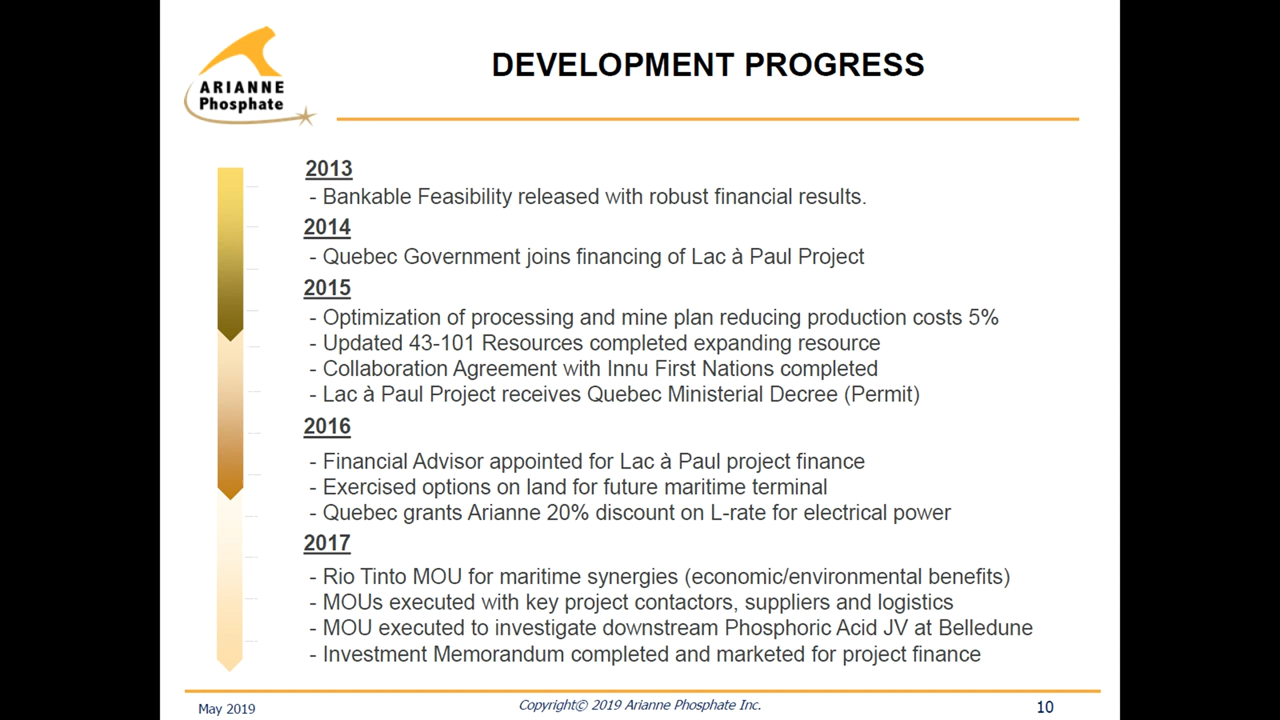 ARIANNE
Phosphate
DEVELOPMENT PROGRESS
2013
- Bankable Feasibility released with robust financial results.
2014
- Quebec Government joins financing of Lac à Paul Project
2015
- Optimization of processing and mine plan reducing production costs 5%
- Updated 43-101 Resources completed expanding resource
- Collaboration Agreement with Innu First Nations completed
- Lac à Paul Project receives Quebec Ministerial Decree (Permit)
2016
- Financial Advisor appointed for Lac à Paul project finance
- Exercised options on land for future maritime terminal
- Quebec grants Arianne 20% discount on L-rate for electrical power
2017
- Rio Tinto MOU for maritime synergies (economic/environmental benefits)
- MOUs executed with key project contactors, suppliers and logistics
- MOU executed to investigate downstream Phosphoric Acid JV at Belledune
- Investment Memorandum completed and marketed for project finance
May 2019
Copyright© 2019 Arianne Phosphate Inc.
10